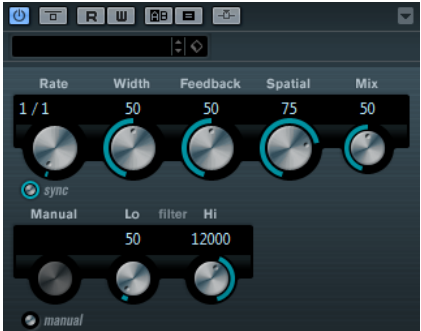 R W AB
Rate Width Feedback Spatial Mix
1 / 1 50 50 75 50
sync
Manual Lo filter Hi
50 12000
manual